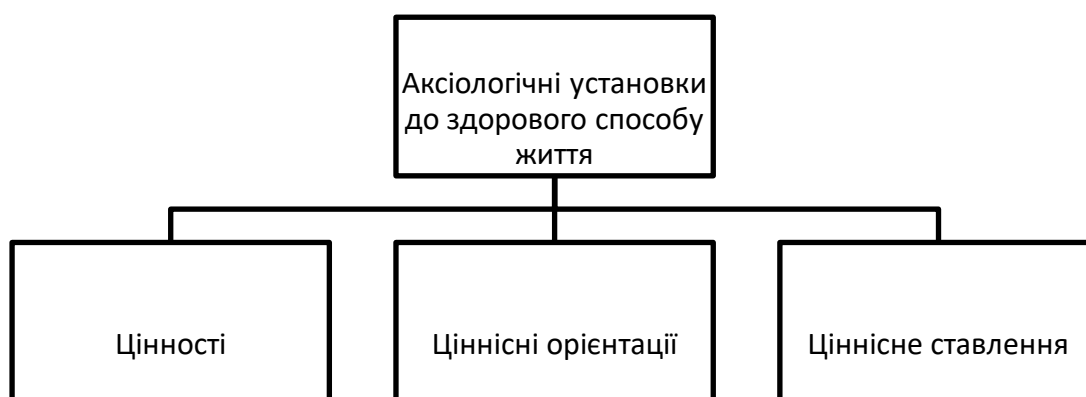 Аксіологічні установки
до здорового способу
життя
Цінності
Ціннісні орієнтації
Ціннісне ставлення